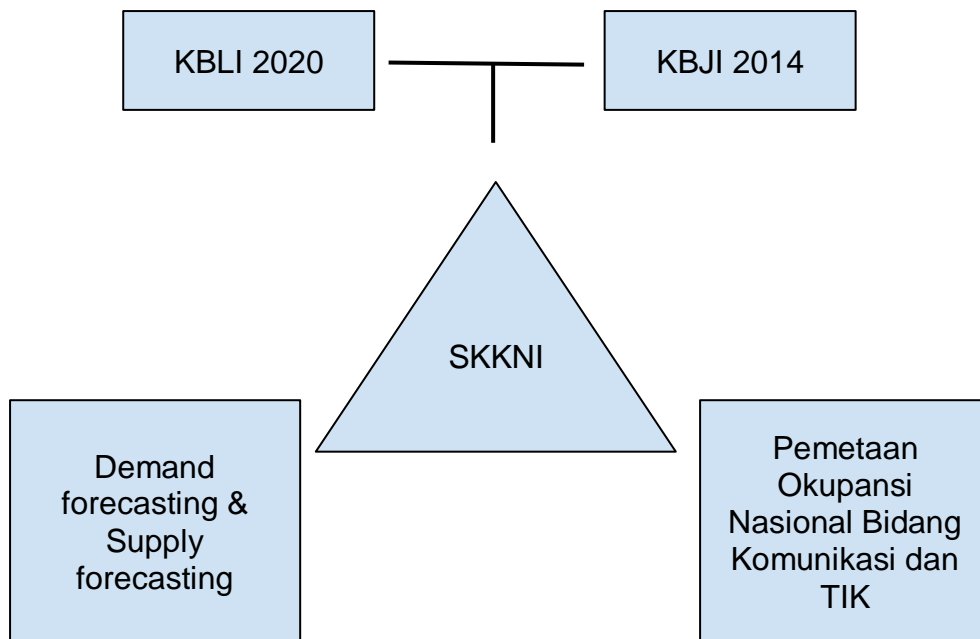 KBLI 2020
KBJI 2014
SKKNI
Demand
forecasting &
Supply
forecasting
Pemetaan
Okupansi
Nasional Bidang
Komunikasi dan
TIK